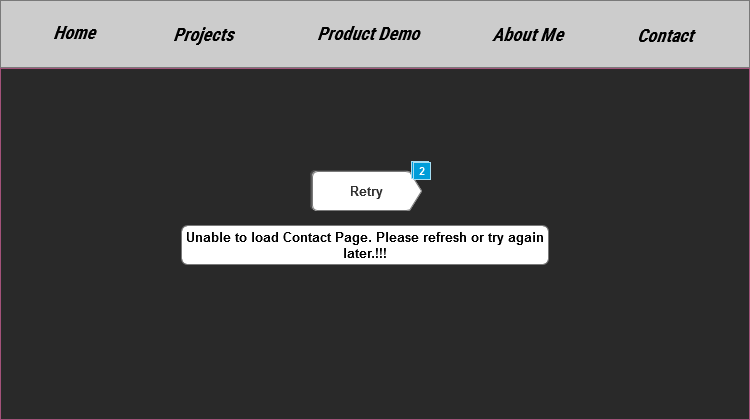 Home Projects Product Demo About Me Contact
2
Retry
Unable to load Contact Page. Please refresh or try again
later.!!!